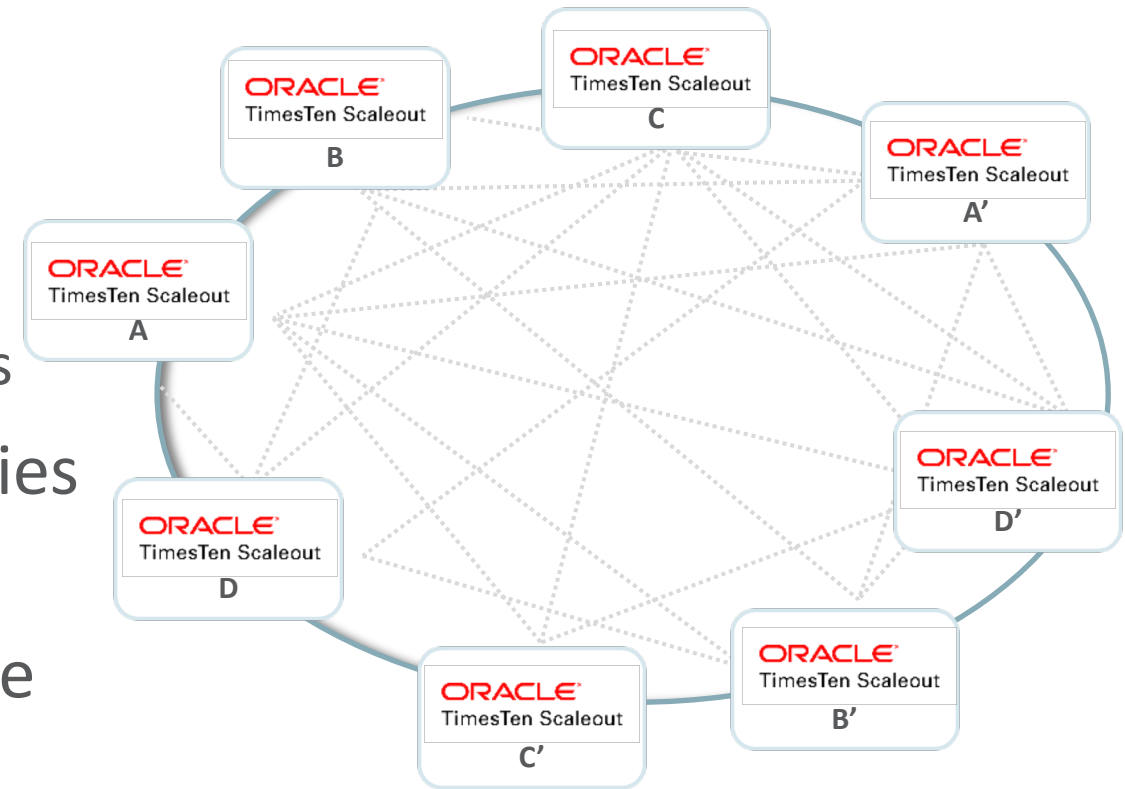 ORACLE
TimesTen Scaleout
C
ORACLE
TimesTen Scaleout
B
ORACLE
TimesTen Scaleout
A’
ORACLE
TimesTen Scaleout
A
s
ies
ORACLE
TimesTen Scaleout
D’
ORACLE
TimesTen Scaleout
D
e
ORACLE
TimesTen Scaleout
B’
ORACLE
TimesTen Scaleout
C’